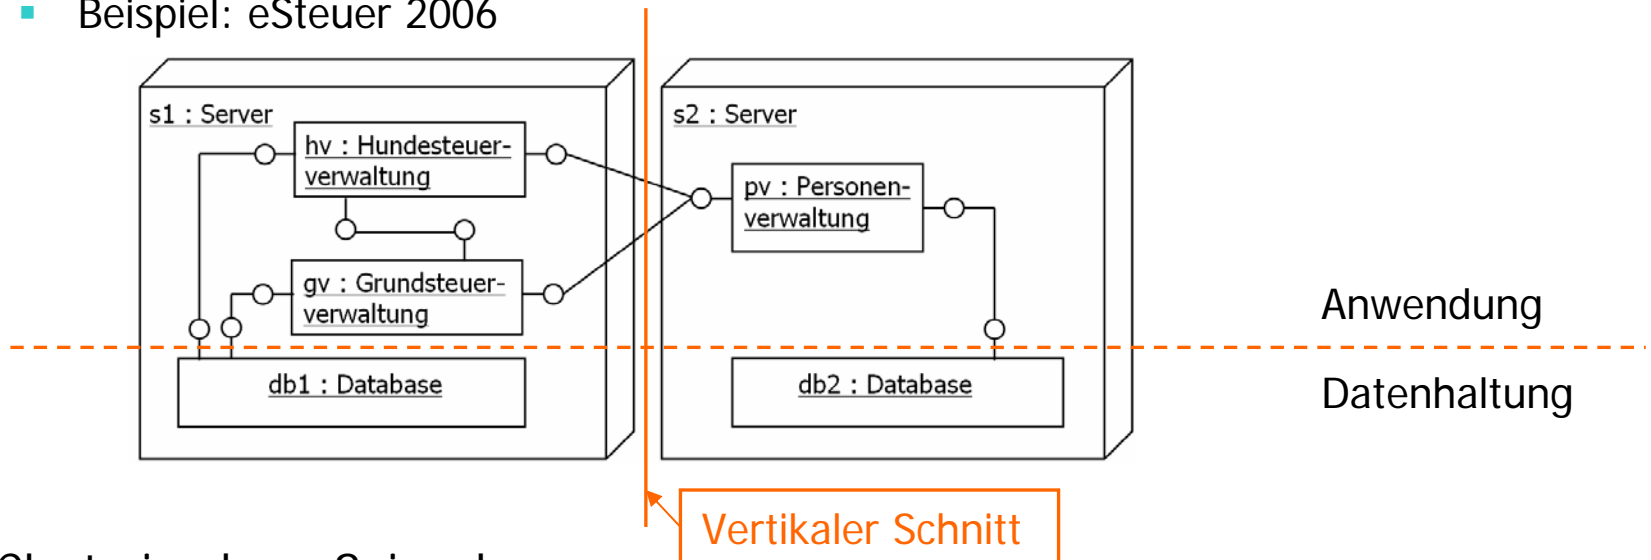 Beispiel: eSteuer 2006
s1 : Server
hv : Hundesteuer-
verwaltung
gv : Grundsteuer-
verwaltung
db1 : Database
s2 : Server
pv : Personen-
verwaltung
db2 : Database
Anwendung
Datenhaltung
Vertikaler Schnitt